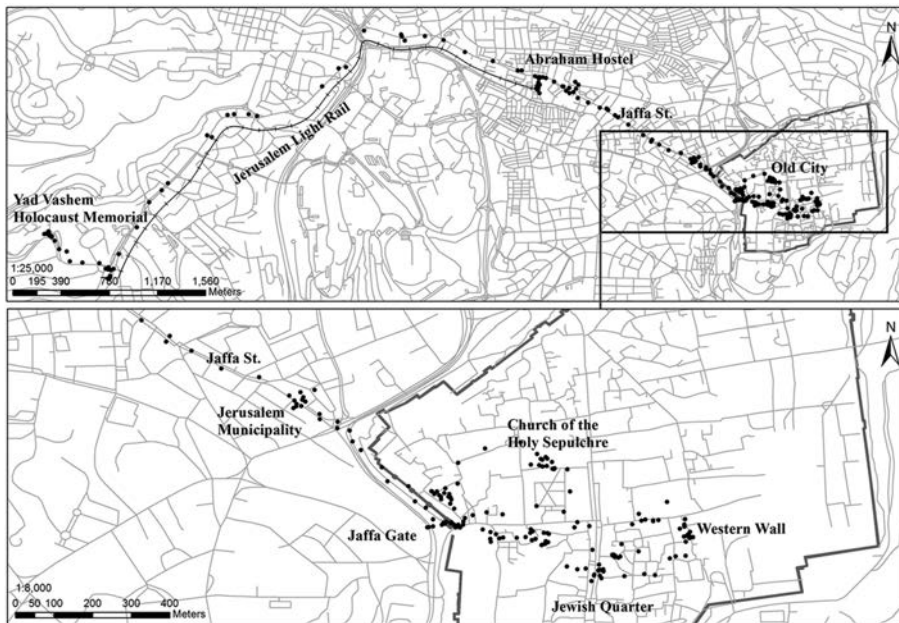 N
Abraham Hostel
Jaffa St.
Jerusalem Light Rail
Old City
Yad Vashem
Holocaust Memorial
1:25,000
0 195 390 780 1,170 1,560
Meters
N
Jaffa St.
Jerusalem
Municipality
Church of the
Holy Sepulchre
Jaffa Gate
Western Wall
Jewish Quarter
1:6,000
0 50 100 200 300 400
Meters